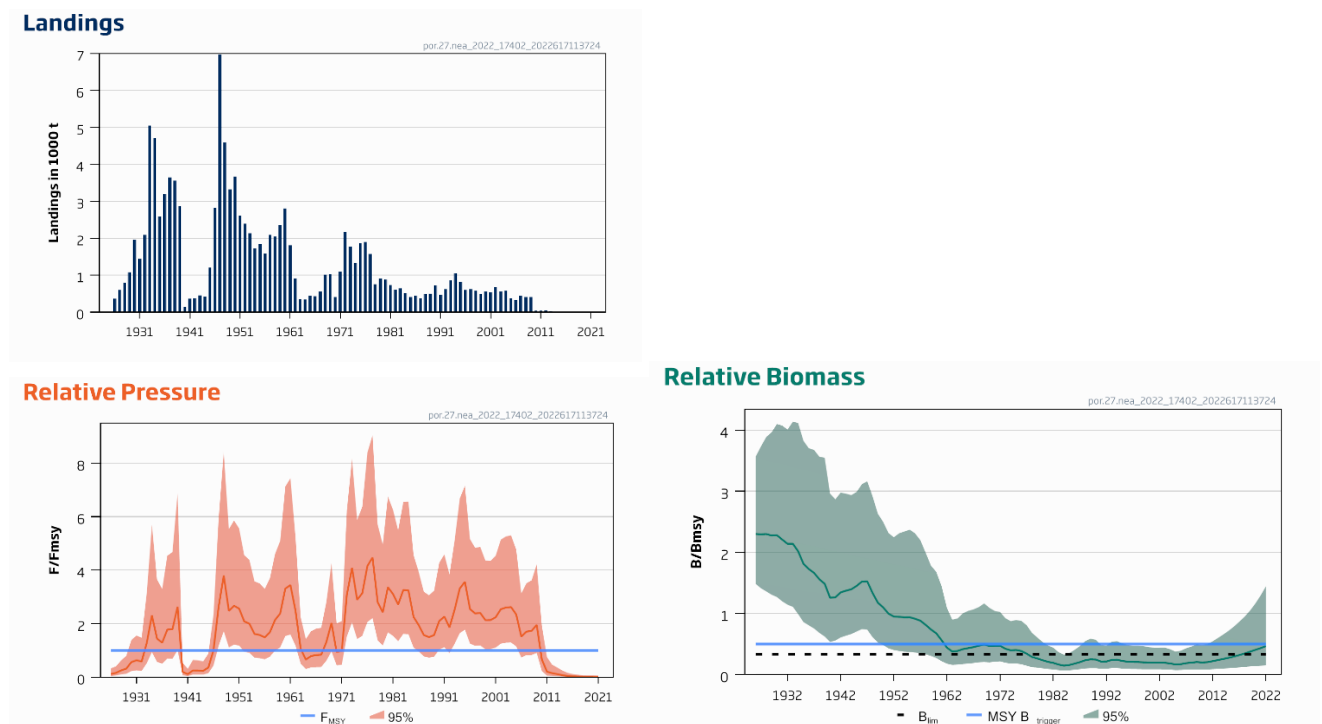 Landings
por.27.nea_2022_17402_2022617113724
Landings in 1000 t
7
6
5
4
3
2
1
0
1931 1941 1951 1961 1971 1981 1991 2001 2011 2021
Relative Pressure
por.27.nea_2022_17402_2022617113724
F/Fmsy
8
6
4
2
0
1931 1941 1951 1961 1971 1981 1991 2001 2011 2021
FMSY 95%
Relative Biomass
por.27.nea_2022_17402_2022617113724
B/Bmsy
4
3
2
1
0
1932 1942 1952 1962 1972 1982 1992 2002 2012 2022
Blim MSY B trigger 95%